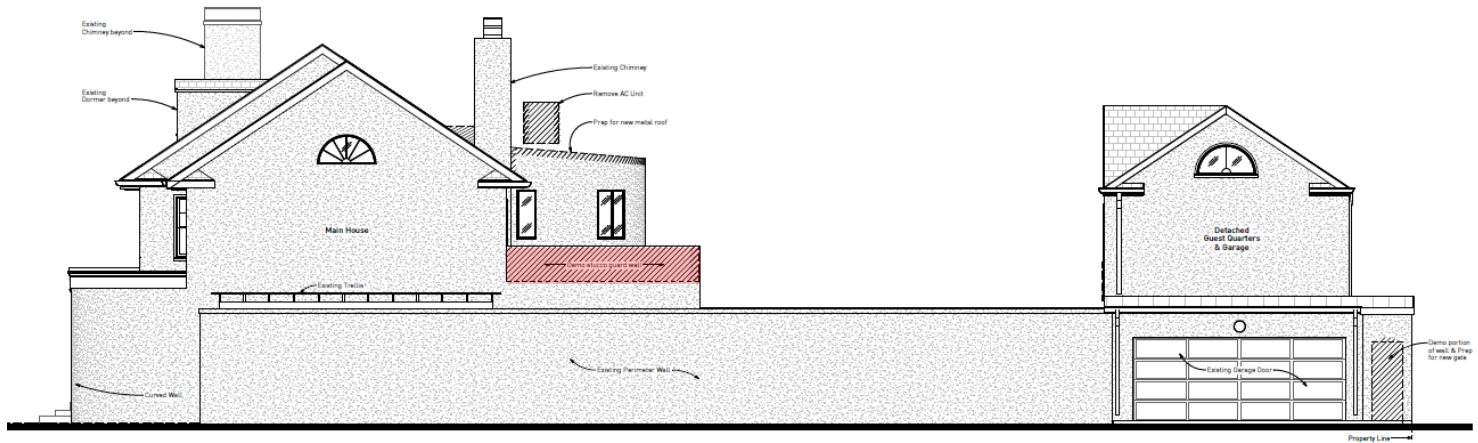 Existing
Chimney beyond
Existing
Dormer beyond
Existing Chimney
Remove AC Unit
Prep for new metal roof
Main House
Detached
Guest Quarters
& Garage
Demo stucco guard wall
Existing Trellis
Demo portion
of wall & Prep
for new gate
Existing Perimeter Wall
Existing Garage Door
Curved Wall
Property Line